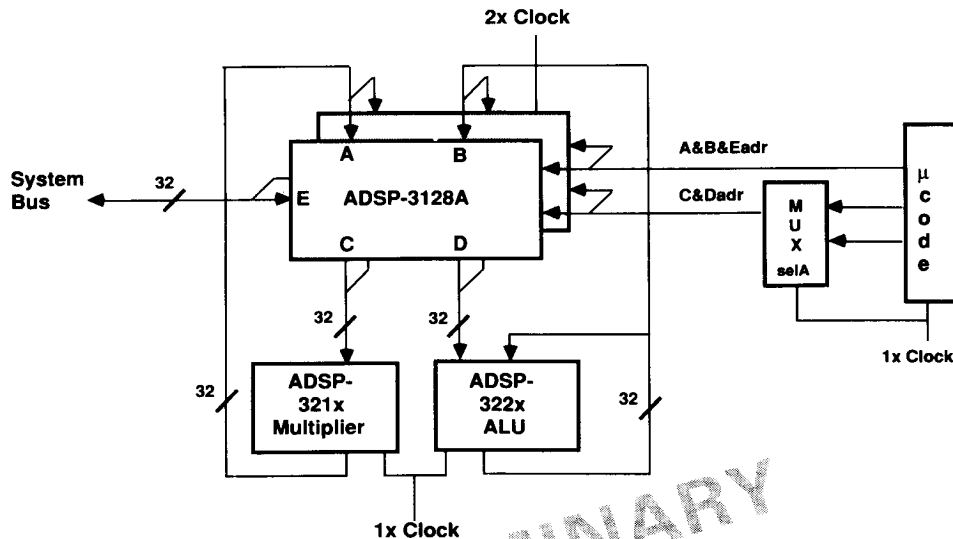 2x Clock
A
B
A&B&Eadr
μ
c
o
d
e
System
Bus
32
E
ADSP-3128A
C&Dadr
M
U
X
selA
C
D
32
32
1x Clock
ADSP-
321x
Multiplier
ADSP-
322x
ALU
32
32
1x Clock